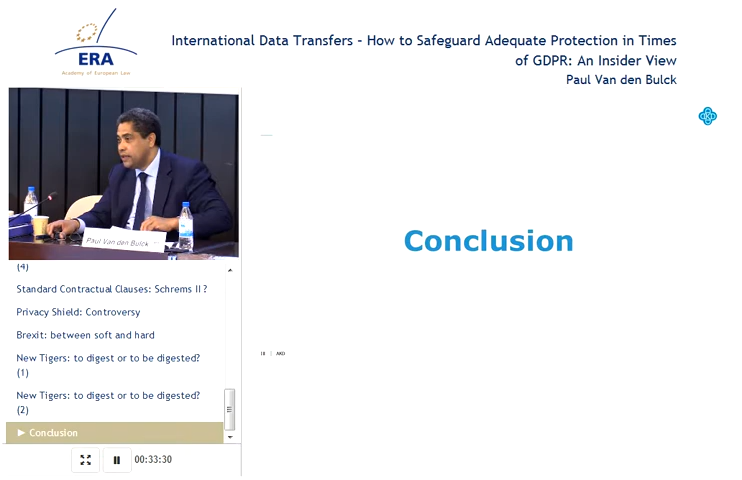 ERA
Academy of European Law
International Data Transfers - How to Safeguard Adequate Protection in Times
of GDPR: An Insider View
Paul Van den Bulck
Paul Van den Bulck
(4)
Standard Contractual Clauses: Schrems II ?
Privacy Shield: Controversy
Brexit: between soft and hard
New Tigers: to digest or to be digested?
(1)
New Tigers: to digest or to be digested?
(2)
► Conclusion
00:33:30
Conclusion